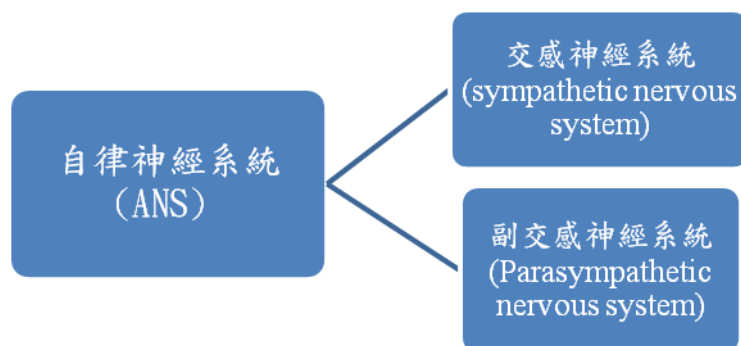 自律神經系統
(ANS)
交感神經系統
(sympathetic nervous
system)
副交感神經系統
(Parasympathetic
nervous system)